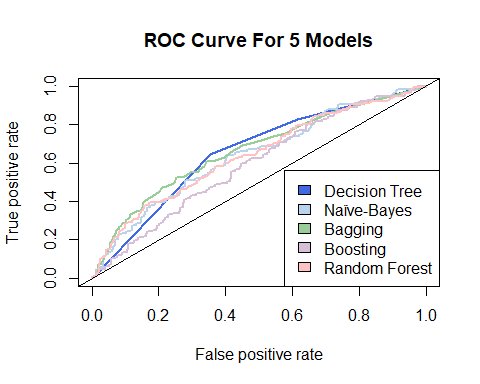 ROC Curve For 5 Models
True positive rate
1.0
0.8
0.6
0.4
0.2
0.0
Decision Tree
Naïve-Bayes
Bagging
Boosting
Random Forest
0.0 0.2 0.4 0.6 0.8 1.0
False positive rate